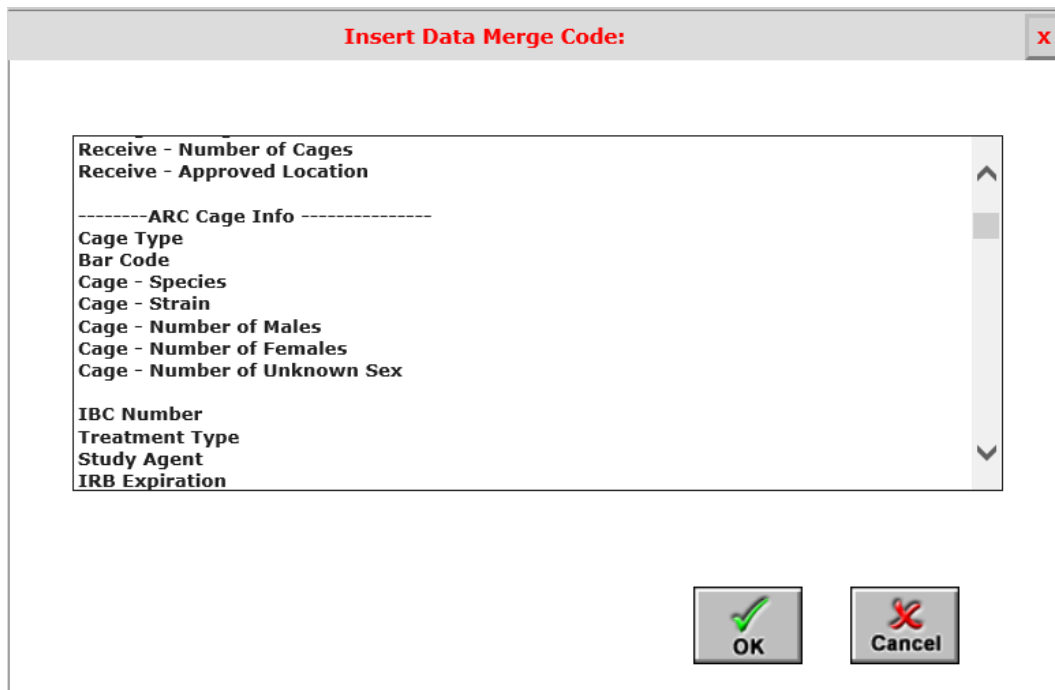 Insert Data Merge Code:
x
Receive - Number of Cages
Receive - Approved Location
--------ARC Cage Info ---------------
Cage Type
Bar Code
Cage - Species
Cage - Strain
Cage - Number of Males
Cage - Number of Females
Cage - Number of Unknown Sex
IBC Number
Treatment Type
Study Agent
IRB Expiration
OK
Cancel